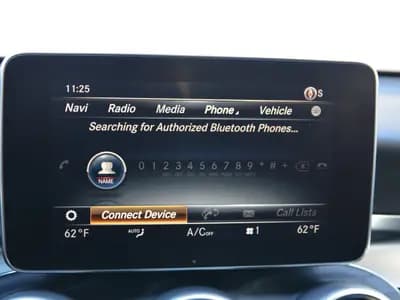 11:25
S
Navi Radio Media Phone Vehicle
Searching for Authorized Bluetooth Phones...
0 1 2 3 4 5 6 7 8 9 * # +
NAME
Connect Device Call Lists
62°F AUTO A/C OFF 1 62°F